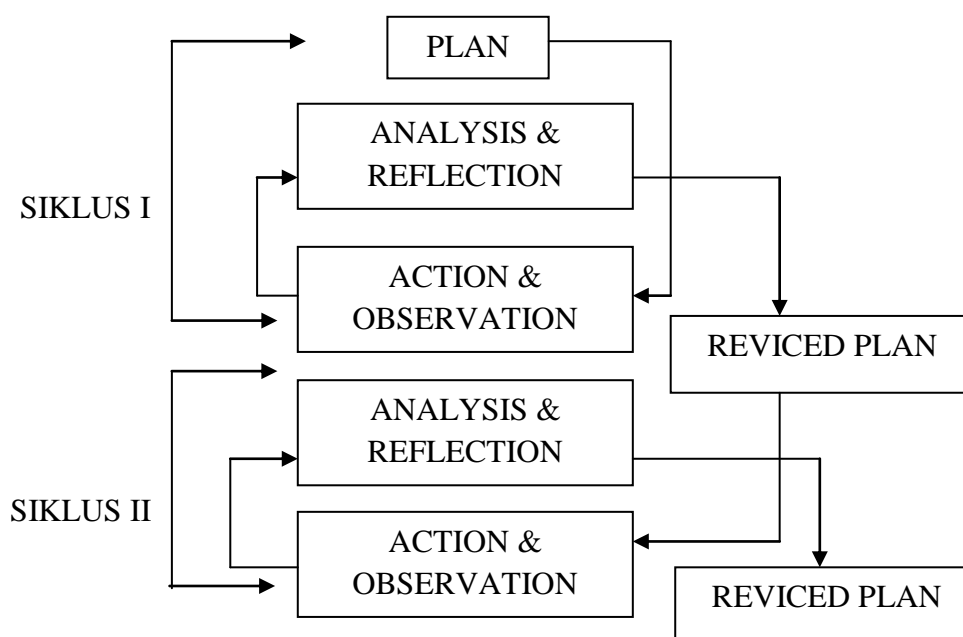 PLAN
ANALYSIS &
REFLECTION
SIKLUS I
ACTION &
OBSERVATION
REVICED PLAN
ANALYSIS &
REFLECTION
SIKLUS II
ACTION &
OBSERVATION
REVICED PLAN